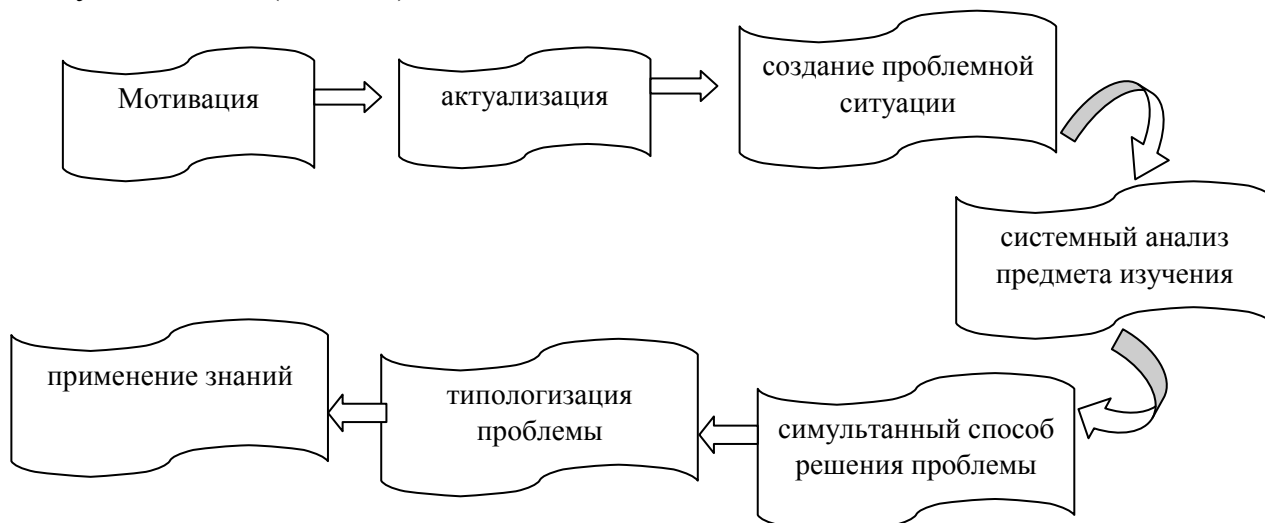 Мотивация
актуализация
создание проблемной
ситуации
системный анализ
предмета изучения
симультанный способ
решения проблемы
типологизация
проблемы
применение знаний